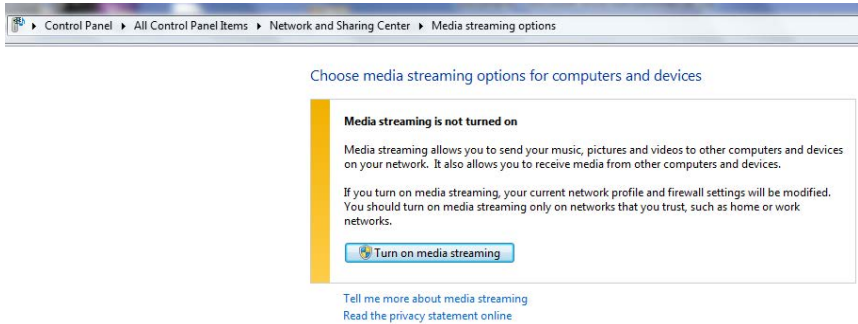 Control Panel ▸ All Control Panel Items ▸ Network and Sharing Center ▸ Media streaming options
Choose media streaming options for computers and devices
Media streaming is not turned on
Media streaming allows you to send your music, pictures and videos to other computers and devices
on your network. It also allows you to receive media from other computers and devices.
If you turn on media streaming, your current network profile and firewall settings will be modified.
You should turn on media streaming only on networks that you trust, such as home or work
networks.
Turn on media streaming
Tell me more about media streaming
Read the privacy statement online